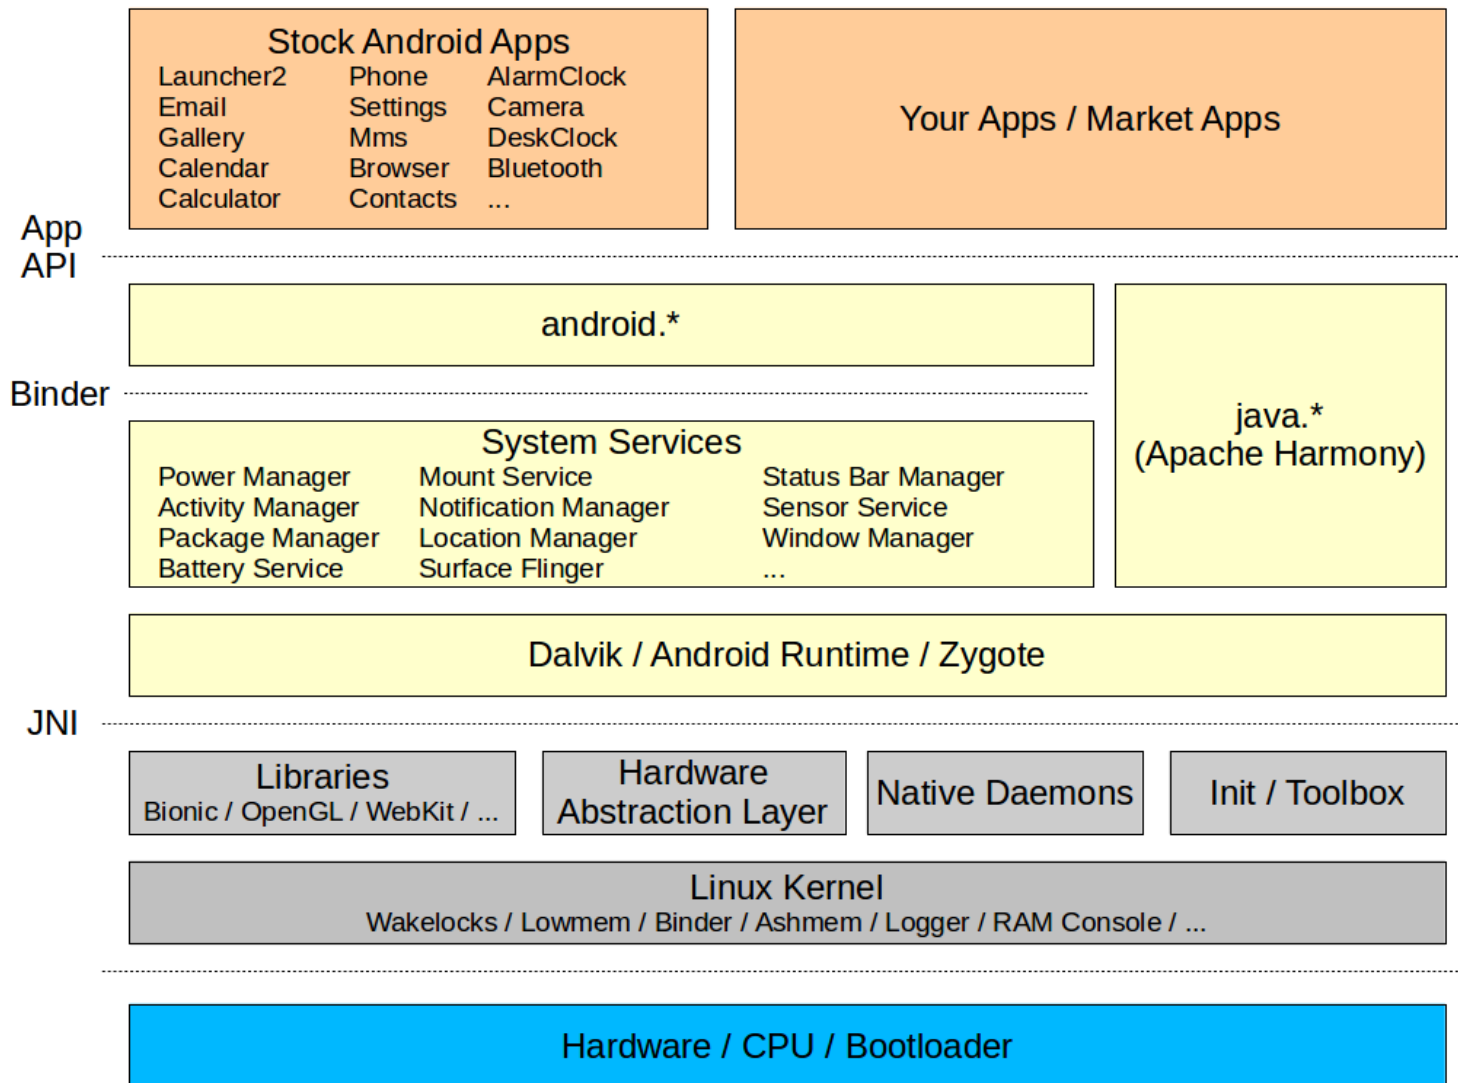 Stock Android Apps
Launcher2 Phone AlarmClock
Email Settings Camera
Gallery Mms DeskClock
Calendar Browser Bluetooth
Calculator Contacts ...
Your Apps / Market Apps
App
API
android.*
Binder
java.*
(Apache Harmony)
System Services
Power Manager Mount Service Status Bar Manager
Activity Manager Notification Manager Sensor Service
Package Manager Location Manager Window Manager
Battery Service Surface Flinger ...
Dalvik / Android Runtime / Zygote
JNI
Libraries
Bionic / OpenGL / WebKit / ...
Hardware
Abstraction Layer
Native Daemons
Init / Toolbox
Linux Kernel
Wakelocks / Lowmem / Binder / Ashmem / Logger / RAM Console / ...
Hardware / CPU / Bootloader